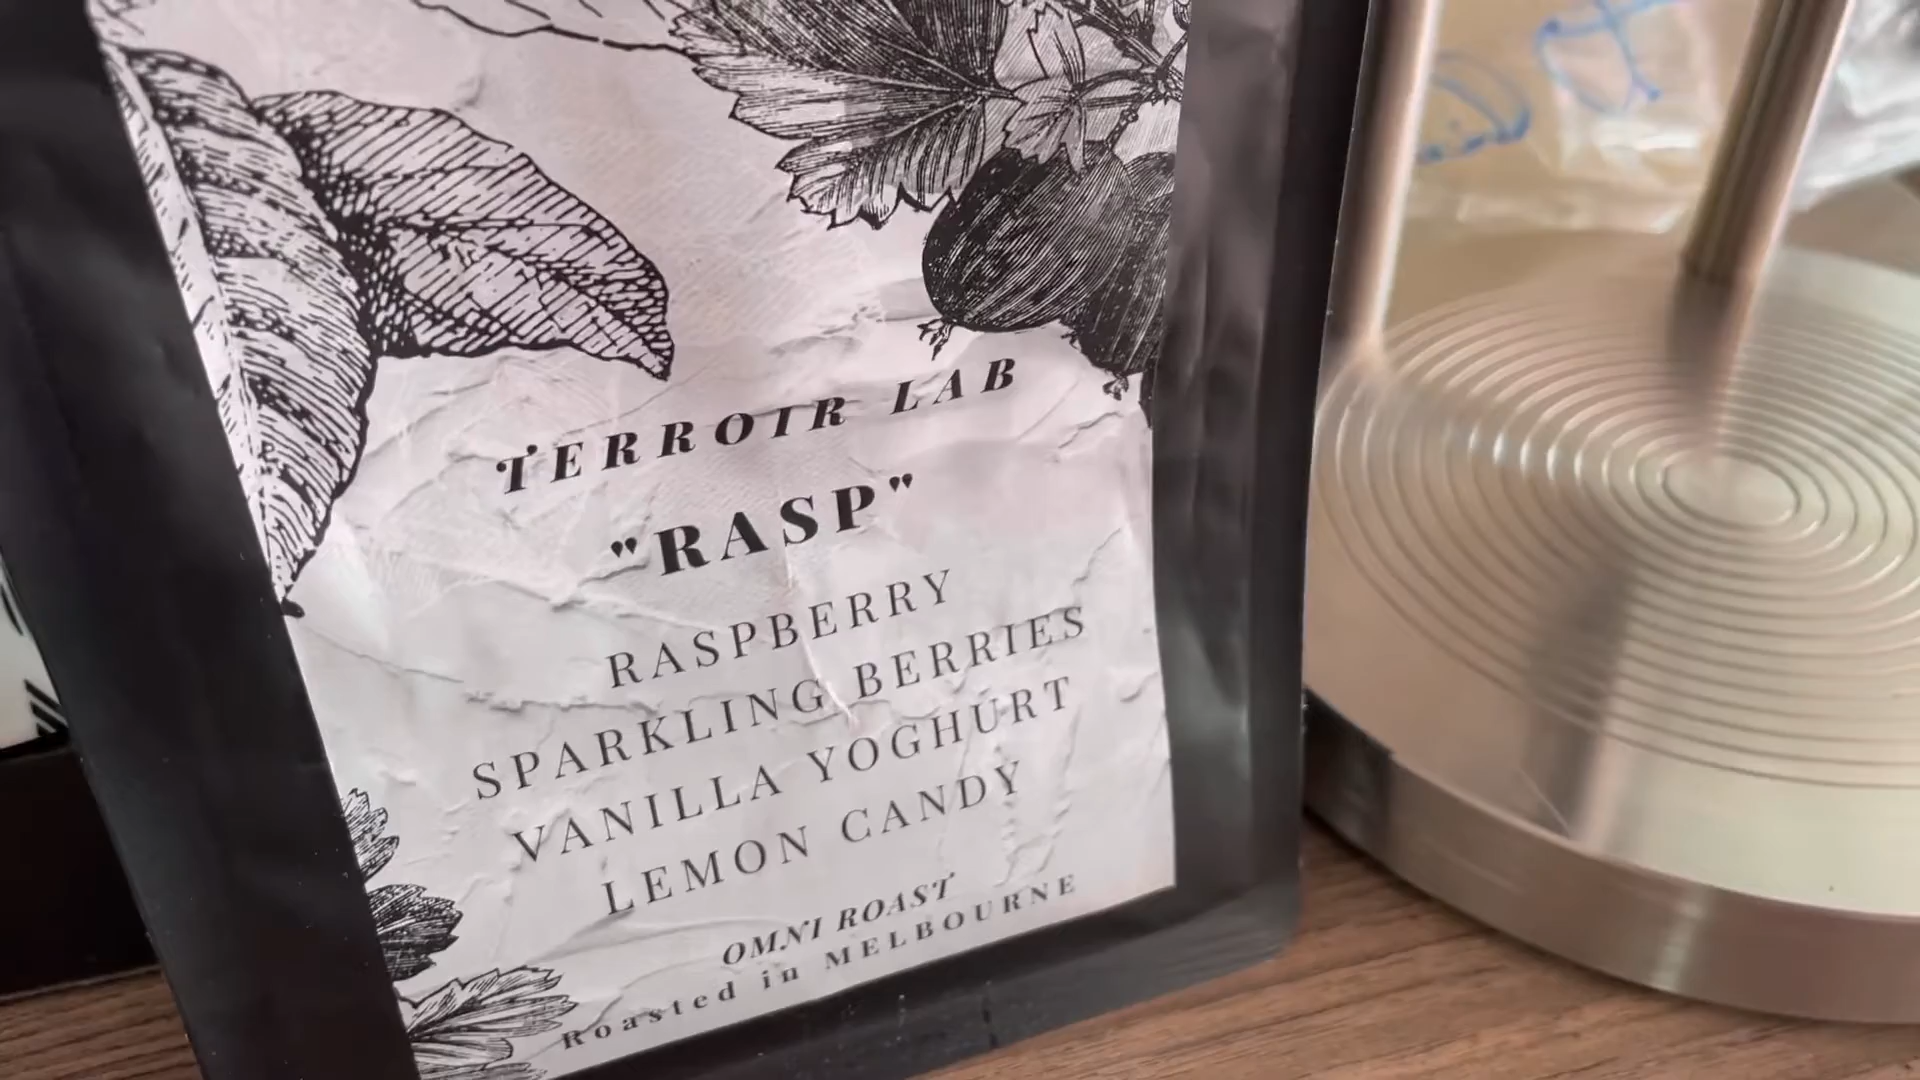 TERROIR LAB
"RASP"
RASPBERRY
SPARKLING BERRIES
VANILLA YOGHURT
LEMON CANDY
OMNI ROAST
Roasted in MELBOURNE